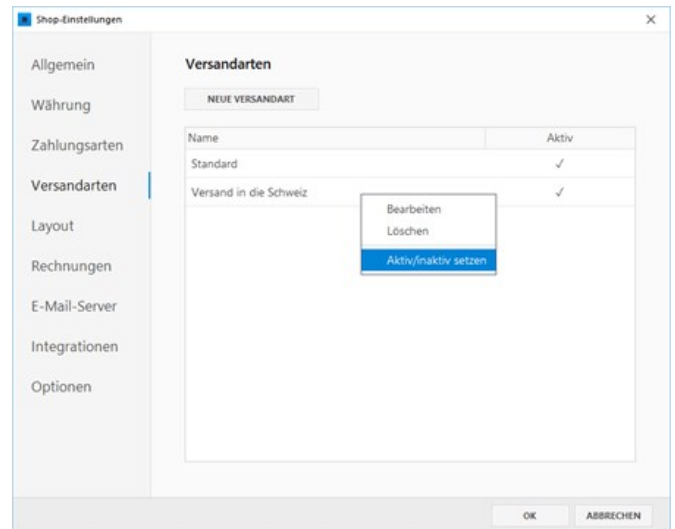 Shop-Einstellungen
Allgemein
Währung
Zahlungsarten
Versandarten
Layout
Rechnungen
E-Mail-Server
Integrationen
Optionen
Versandarten
NEUE VERSANDART
Name Aktiv
Standard ✓
Versand in die Schweiz ✓
Bearbeiten
Löschen
Aktiv/inaktiv setzen
OK ABBRECHEN